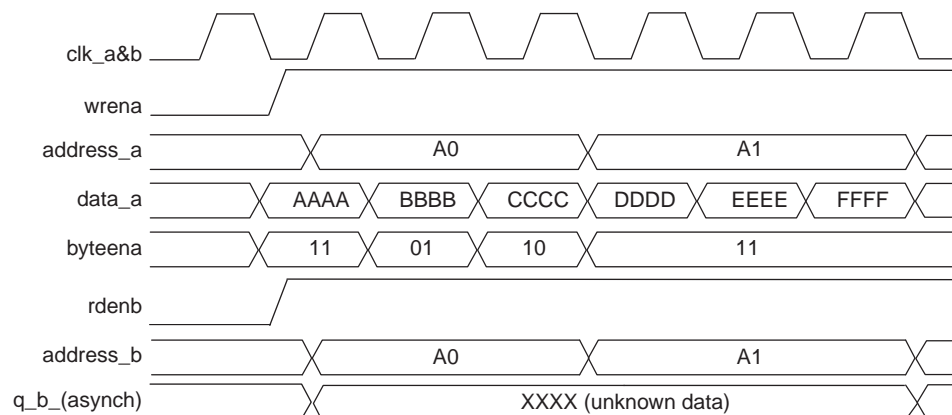 clk_a&b
wrena
address_a A0 A1
data_a AAAA BBBB CCCC DDDD EEEE FFFF
byteena 11 01 10 11
rdenb
address_b A0 A1
q_b_(asynch) XXXX (unknown data)